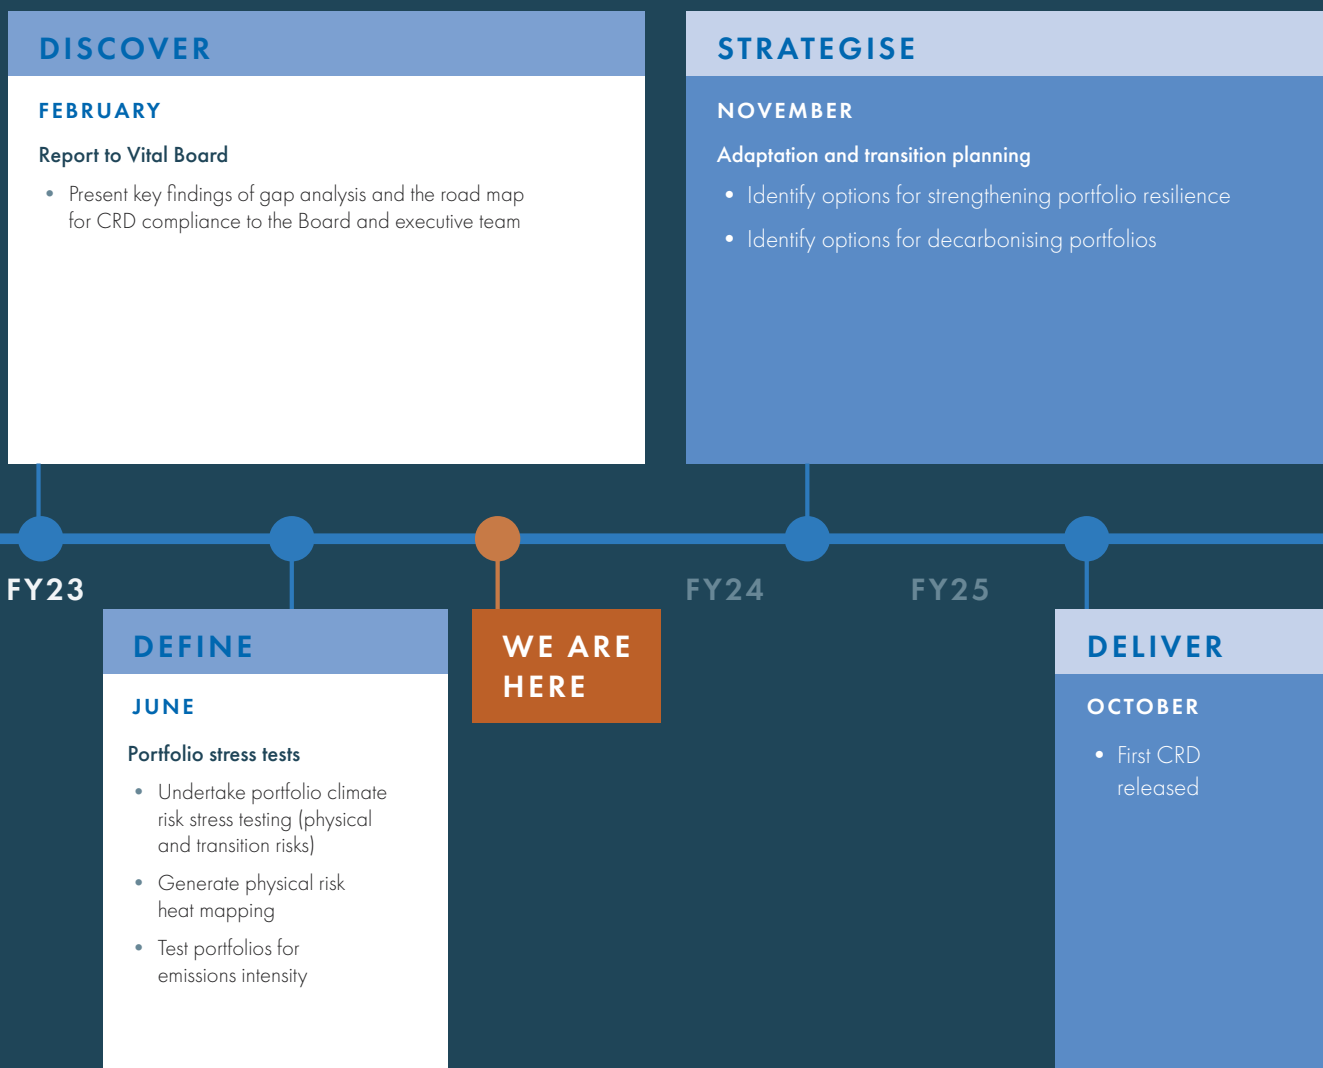 DISCOVER
FEBRUARY
Report to Vital Board
• Present key findings of gap analysis and the road map
for CRD compliance to the Board and executive team
STRATEGISE
NOVEMBER
Adaptation and transition planning
• Identify options for strengthening portfolio resilience
• Identify options for decarbonising portfolios
FY23
FY24
FY25
DEFINE
JUNE
Portfolio stress tests
• Undertake portfolio climate
risk stress testing (physical
and transition risks)
• Generate physical risk
heat mapping
• Test portfolios for
emissions intensity
WE ARE
HERE
DELIVER
OCTOBER
• First CRD
released